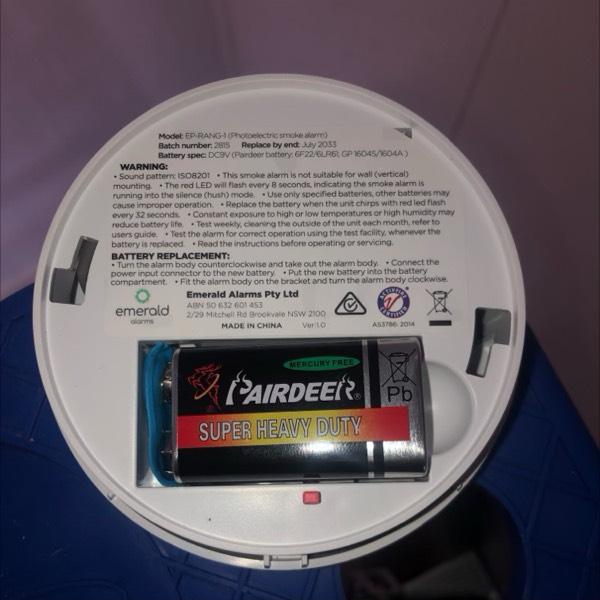 Model: EP-RANG-1 (Photoelectric smoke alarm)
Batch number: 2815 Replace by end: July 2033
Battery spec: DC9V (Pairdeer battery: 6F22/6LR61; GP 1604S/1604A )
WARNING:
• Sound pattern: ISO8201 • This smoke alarm is not suitable for wall (vertical)
mounting. • The red LED will flash every 8 seconds, indicating the smoke alarm is
running into the silence (hush) mode. • Use only specified batteries, other batteries may
cause improper operation. • Replace the battery when the unit chirps with red led flash
every 32 seconds. • Constant exposure to high or low temperatures or high humidity may
reduce battery life. • Test weekly, cleaning the outside of the unit each month, refer to
users guide. • Test the alarm for correct operation using the test facility, whenever the
battery is replaced. • Read the instructions before operating or servicing.
BATTERY REPLACEMENT:
• Turn the alarm body counterclockwise and take out the alarm body. • Connect the
power input connector to the new battery. • Put the new battery into the battery
compartment. • Fit the alarm body on the bracket and turn the alarm body clockwise.
emerald
alarms
Emerald Alarms Pty Ltd
ABN 50 632 601 453
2/29 Mitchell Rd Brookvale NSW 2100
MADE IN CHINA Ver:1.0
AS3786: 2014
MERCURY FREE
PAIRDEER®
SUPER HEAVY DUTY
Pb